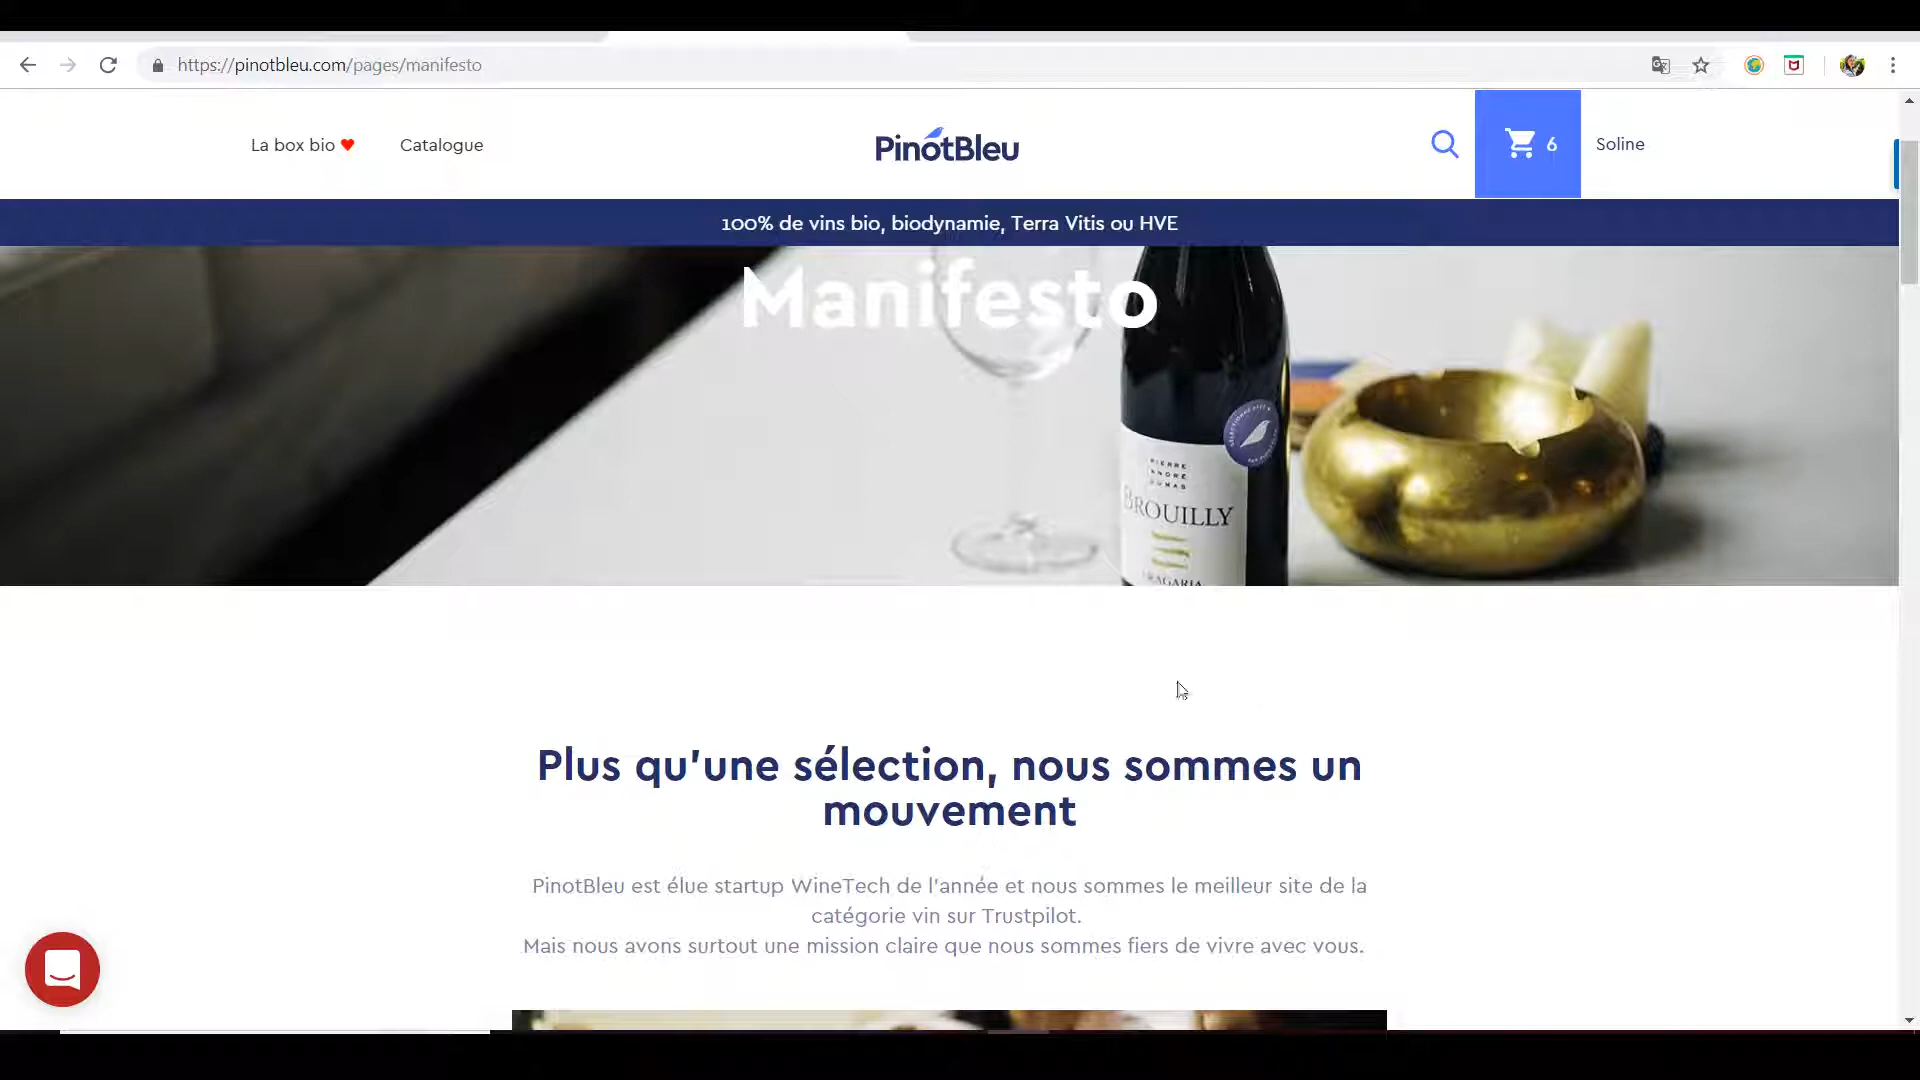 https://pinotbleu.com/pages/manifesto
La box bio
Catalogue
PinotBleu
6
Soline
100% de vins bio, biodynamie, Terra Vitis ou HVE
Manifesto
PIERRE
ANDRÉ
DUMAS
BROUILLY
FRAGARIA
Plus qu'une sélection, nous sommes un
mouvement
PinotBleu est élue startup WineTech de l'année et nous sommes le meilleur site de la
catégorie vin sur Trustpilot.
Mais nous avons surtout une mission claire que nous sommes fiers de vivre avec vous.